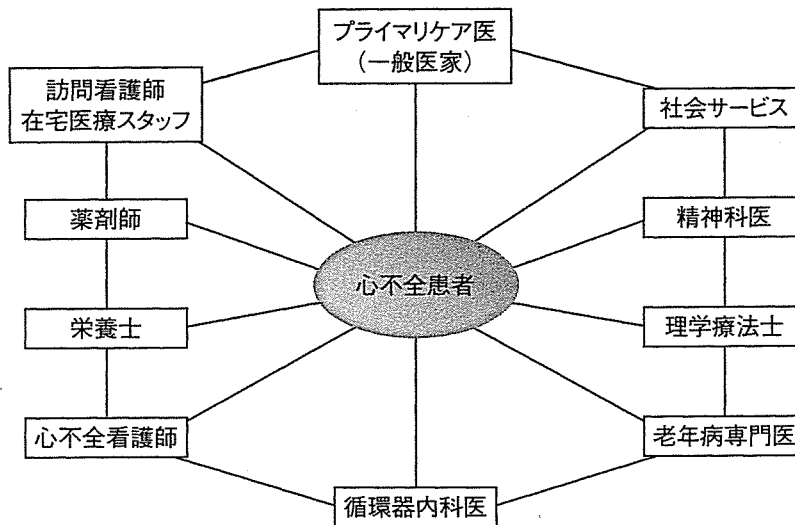 プライマリケア医
（一般医家）
訪問看護師
在宅医療スタッフ
社会サービス
薬剤師
精神科医
心不全患者
栄養士
理学療法士
心不全看護師
老年病専門医
循環器内科医